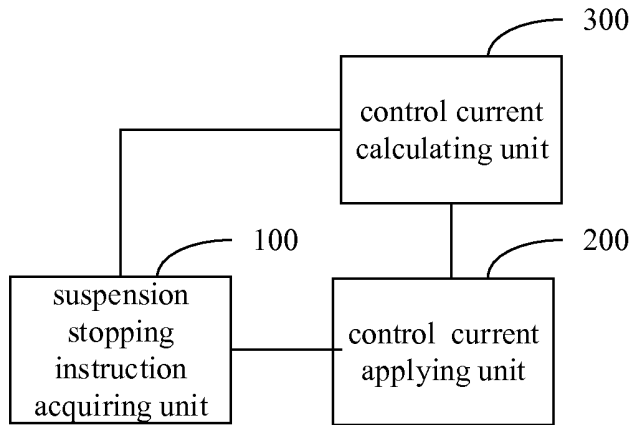 300
control current
calculating unit
100
200
suspension
stopping
instruction
acquiring unit
control current
applying unit